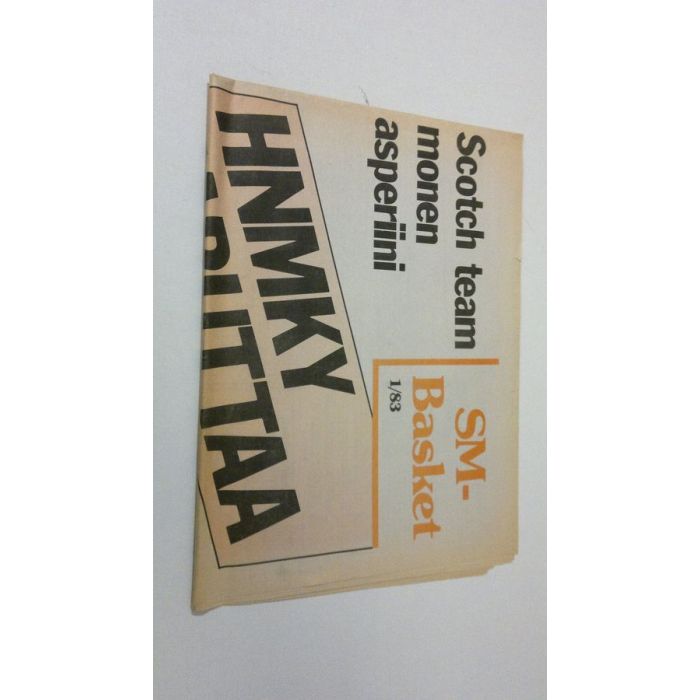 Scotch team
monen
asperiini
SM-
Basket
1/83
HNMKY